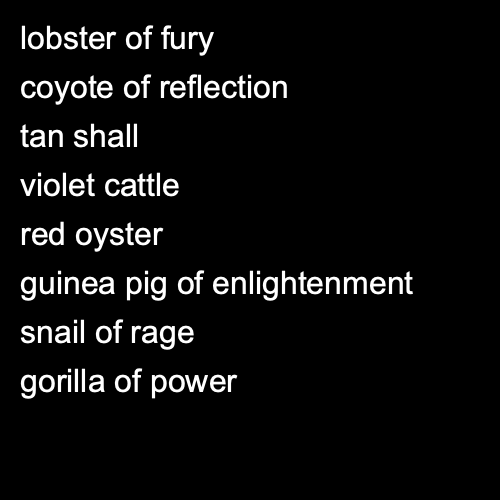 lobster of fury
coyote of reflection
tan shall
violet cattle
red oyster
guinea pig of enlightenment
snail of rage
gorilla of power